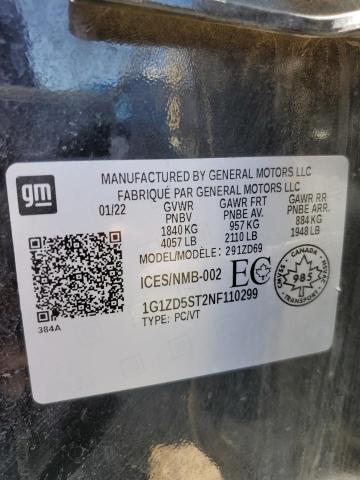 gm
MANUFACTURED BY GENERAL MOTORS LLC
FABRIQUÉ PAR GENERAL MOTORS LLC
01/22 GVWR GAWR FRT GAWR RR
PNBV PNBE AV. PNBE ARR.
1840 KG 957 KG 884 KG
4057 LB 2110 LB 1948 LB
MODEL/MODÈLE: 291ZD69
ICES/NMB-002 EC
CANADA
985
1G1ZD5ST2NF110299
TYPE: PC/VT
384A